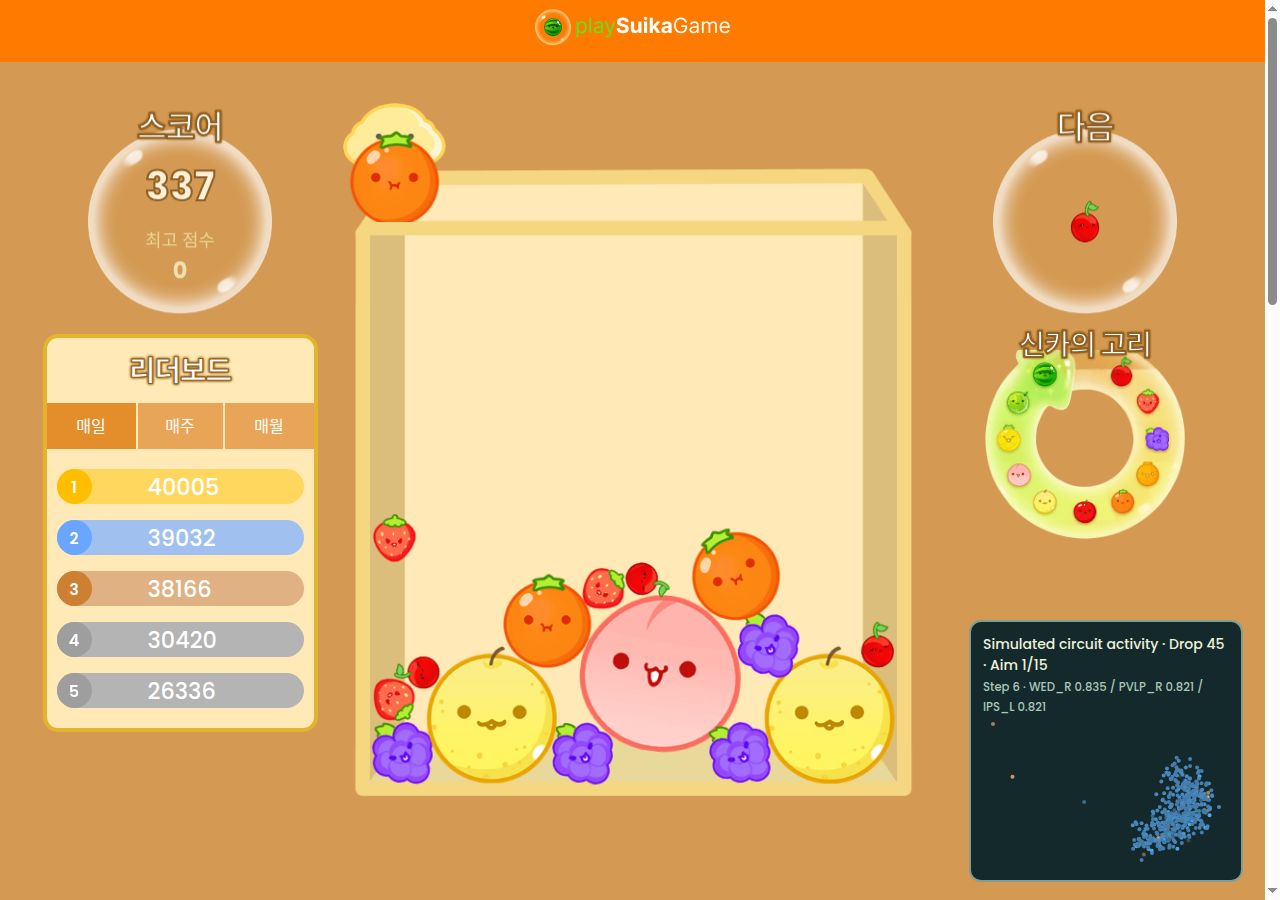 playSuikaGame
스코어
337
최고 점수
0
리더보드
매일 매주 매월
1 40005
2 39032
3 38166
4 30420
5 26336
다음
신카의 고리
Simulated circuit activity · Drop 45
· Aim 1/15
Step 6 · WED_R 0.835 / PVLP_R 0.821 /
IPS_L 0.821